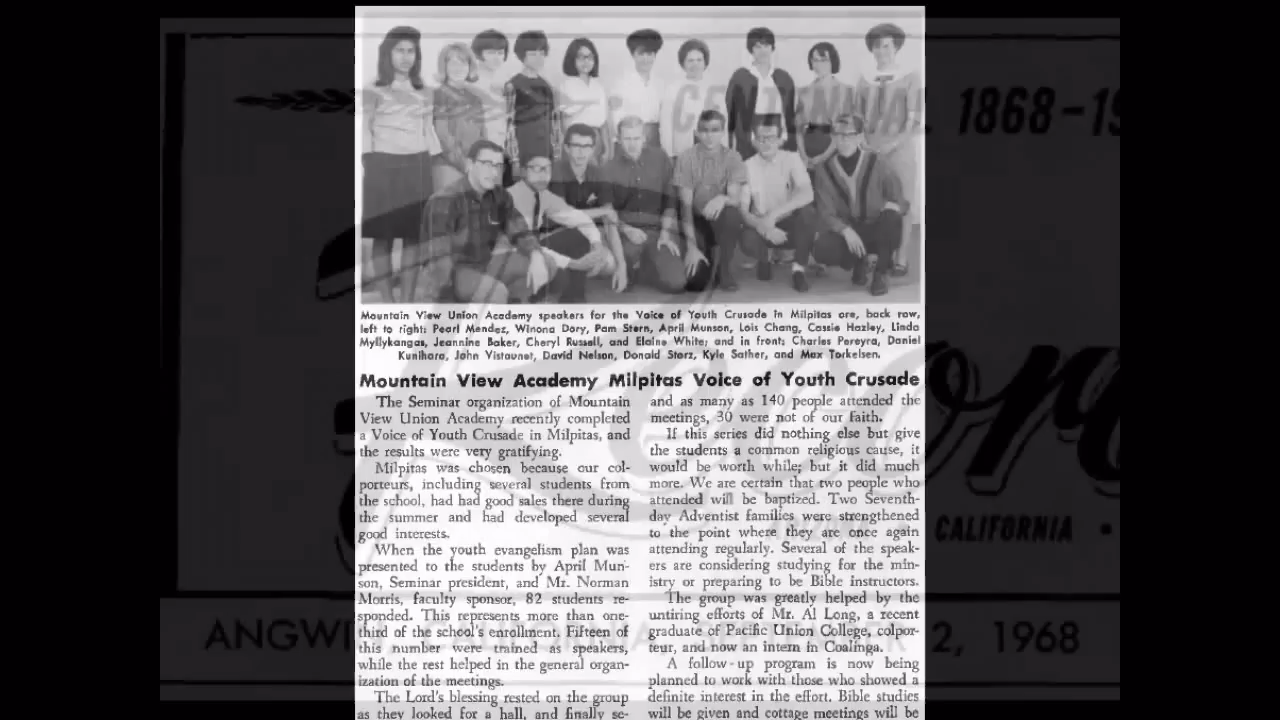 CENTENNIAL 1868-19
Mountain View Union Academy speakers for the Voice of Youth Crusade in Milpitas are, back row,
left to right: Pearl Mendez, Winona Dory, Pam Stern, April Munson, Lois Chang, Cassie Hazley, Linda
Myllykangas, Jeannine Baker, Cheryl Russell, and Elaine White; and in front: Charles Pereyra, Daniel
Kunihara, John Vistaunet, David Nelson, Donald Storz, Kyle Sather, and Max Torkelsen.
Mountain View Academy Milpitas Voice of Youth Crusade
The Seminar organization of Mountain
View Union Academy recently completed
a Voice of Youth Crusade in Milpitas, and
the results were very gratifying.
Milpitas was chosen because our col-
porteurs, including several students from
the school, had had good sales there during
the summer and had developed several
good interests.
When the youth evangelism plan was
presented to the students by April Mun-
son, Seminar president, and Mr. Norman
Morris, faculty sponsor, 82 students re-
sponded. This represents more than one-
third of the school's enrollment. Fifteen of
this number were trained as speakers,
while the rest helped in the general organ-
ization of the meetings.
The Lord's blessing rested on the group
as they looked for a hall, and finally se-
and as many as 140 people attended the
meetings, 30 were not of our faith.
If this series did nothing else but give
the students a common religious cause, it
would be worth while; but it did much
more. We are certain that two people who
attended will be baptized. Two Seventh-
day Adventist families were strengthened
to the point where they are once again
attending regularly. Several of the speak-
ers are considering studying for the min-
istry or preparing to be Bible instructors.
The group was greatly helped by the
untiring efforts of Mr. Al Long, a recent
graduate of Pacific Union College, colpor-
teur, and now an intern in Coalinga.
A follow-up program is now being
planned to work with those who showed a
definite interest in the effort. Bible studies
will be given and cottage meetings will be
CALIFORNIA •
ANGWIN, CALIFORNIA, SEPTEMBER 2, 1968